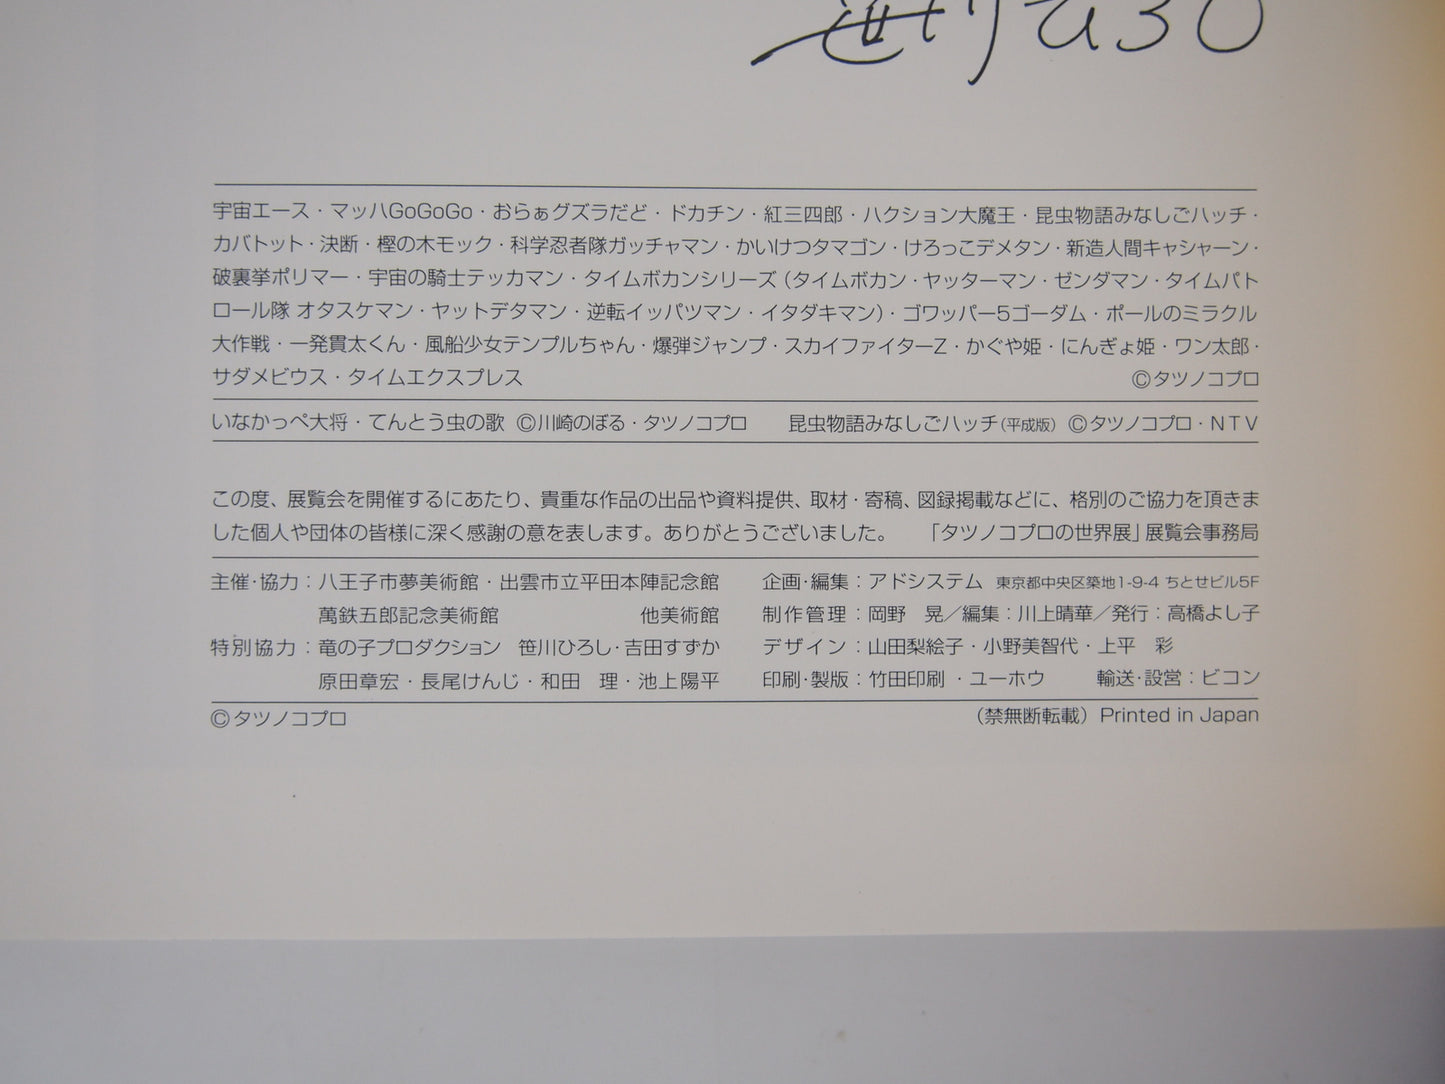 笹川ひろし
宇宙エース・マッハGoGoGo・おらぁグズラだど・ドカチン・紅三四郎・ハクション大魔王・昆虫物語みなしごハッチ・
カバトット・決断・樫の木モック・科学忍者隊ガッチャマン・かいけつタマゴン・けろっこデメタン・新造人間キャシャーン・
破裏拳ポリマー・宇宙の騎士テッカマン・タイムボカンシリーズ（タイムボカン・ヤッターマン・ゼンダマン・タイムパト
ロール隊 オタスケマン・ヤットデタマン・逆転イッパツマン・イタダキマン）・ゴワッパー5ゴーダム・ポールのミラクル
大作戦・一発貫太くん・風船少女テンプルちゃん・爆弾ジャンプ・スカイファイターZ・かぐや姫・にんぎょ姫・ワン太郎・
サダメビウス・タイムエクスプレス ©タツノコプロ
いなかっぺ大将・てんとう虫の歌 ©川崎のぼる・タツノコプロ 昆虫物語みなしごハッチ（平成版）©タツノコプロ・NTV
この度、展覧会を開催するにあたり、貴重な作品の出品や資料提供、取材・寄稿、図録掲載などに、格別のご協力を頂きま
した個人や団体の皆様に深く感謝の意を表します。ありがとうございました。 「タツノコプロの世界展」展覧会事務局
主催・協力：八王子市夢美術館・出雲市立平田本陣記念館
萬鉄五郎記念美術館 他美術館
特別協力：竜の子プロダクション 笹川ひろし・吉田すずか
原田章宏・長尾けんじ・和田 理・池上陽平
企画・編集：アドシステム 東京都中央区築地1-9-4 ちとせビル5F
制作管理：岡野 晃／編集：川上晴華／発行：高橋よし子
デザイン：山田梨絵子・小野美智代・上平 彩
印刷・製版：竹田印刷・ユーホウ 輸送・設営：ビコン
©タツノコプロ （禁無断転載）Printed in Japan